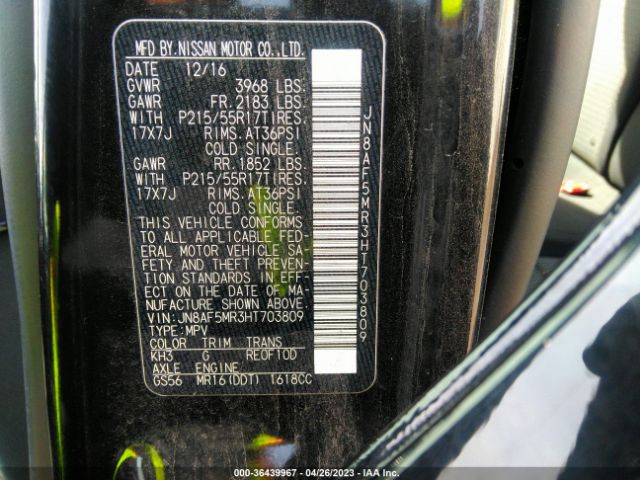 MFD BY.NISSAN MOTOR CO.,LTD.
DATE 12/16
GVWR 3968 LBS.
GAWR FR.2183 LBS.
WITH P215/55R17TIRES.
17X7J RIMS.AT36PSI
COLD SINGLE.
GAWR RR.1852 LBS.
WITH P215/55R17TIRES.
17X7J RIMS.AT36PSI
COLD SINGLE.
THIS VEHICLE CONFORMS
TO ALL APPLICABLE FED-
ERAL MOTOR VEHICLE SA-
FETY AND THEFT PREVEN-
TION STANDARDS IN EFF-
ECT ON THE DATE OF MA-
NUFACTURE SHOWN ABOVE.
VIN:JN8AF5MR3HT703809
TYPE:MPV
COLOR TRIM TRANS
KH3 G RE0F10D
AXLE ENGINE
GS56 MR16(DDT) 1618CC
JN8AF5MR3HT703809
000-36439967 - 04/26/2023 - IAA Inc.